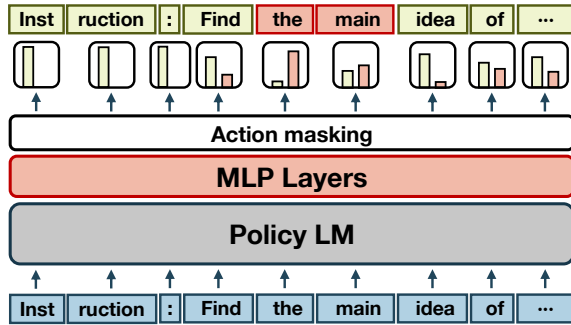 Inst ruction : Find the main idea of ...
Action masking
MLP Layers
Policy LM
Inst ruction : Find the main idea of ...